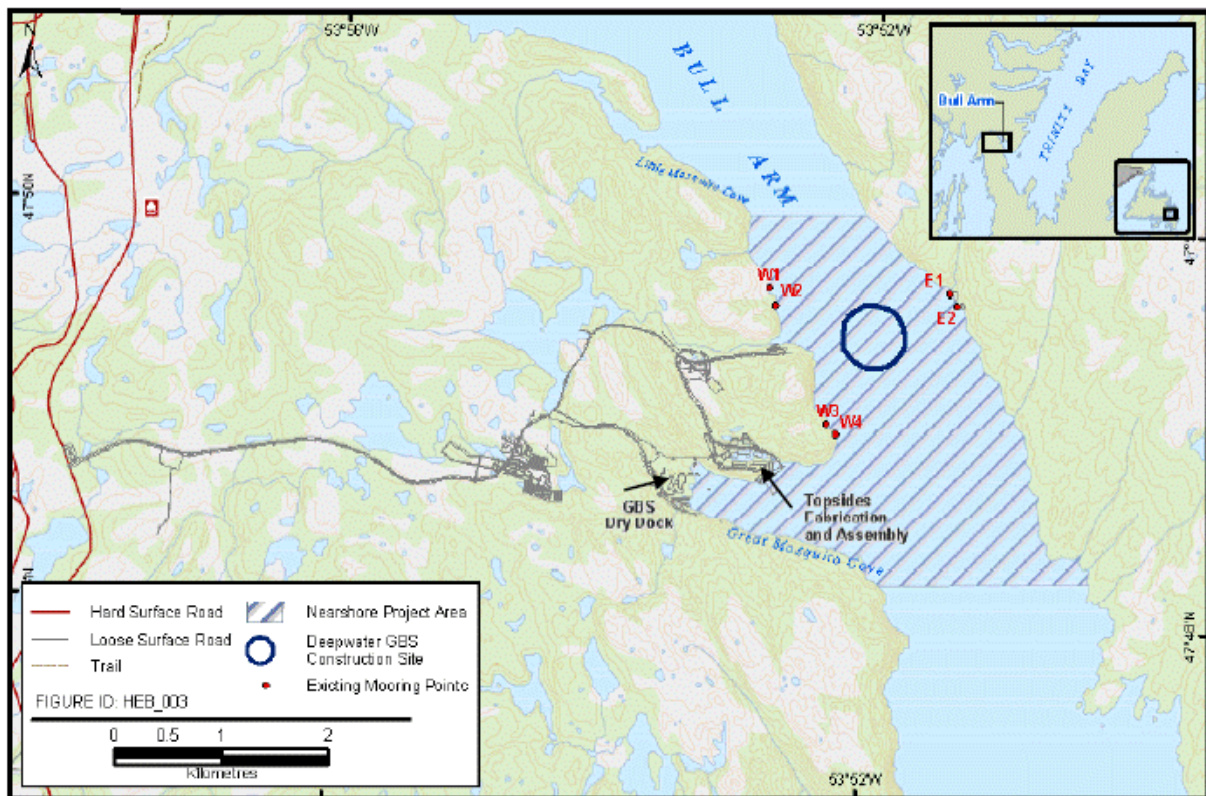 N
53°56'W
53°52'W
BULL
ARM
Bull Arm
TRINITY BAY
47°50'N
Little Mosquito Cove
W1
W2
E1
E2
W3
W4
GBS
Dry Dock
Topsides
Fabrication
and Assembly
Great Mosquito Cove
Hard Surface Road
Loose Surface Road
Trail
Nearshore Project Area
Deepwater GBS
Construction Site
Existing Mooring Points
FIGURE ID: HEB_003
0 0.5 1 2
kilometres
47°48'N
53°52'W